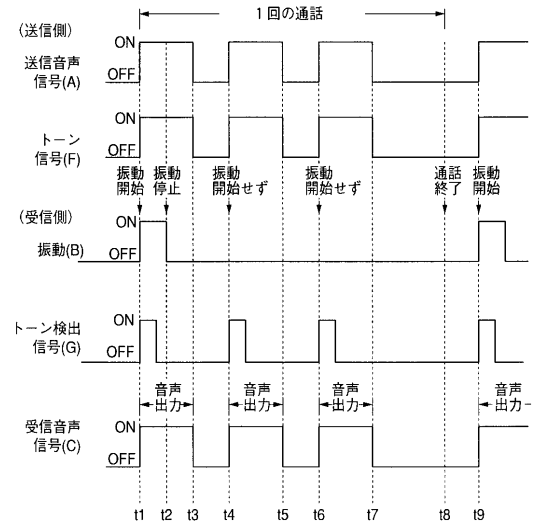 1回の通話
(送信側)
送信音声
信号(A)
ON
OFF
トーン
信号(F)
ON
OFF
振動
開始
振動
停止
振動
開始せず
振動
開始せず
通話
終了
振動
開始
(受信側)
振動(B)
ON
OFF
トーン検出
信号(G)
ON
OFF
音声
出力
音声
出力
音声
出力
音声
出力
受信音声
信号(C)
ON
OFF
t1 t2 t3 t4 t5 t6 t7 t8 t9